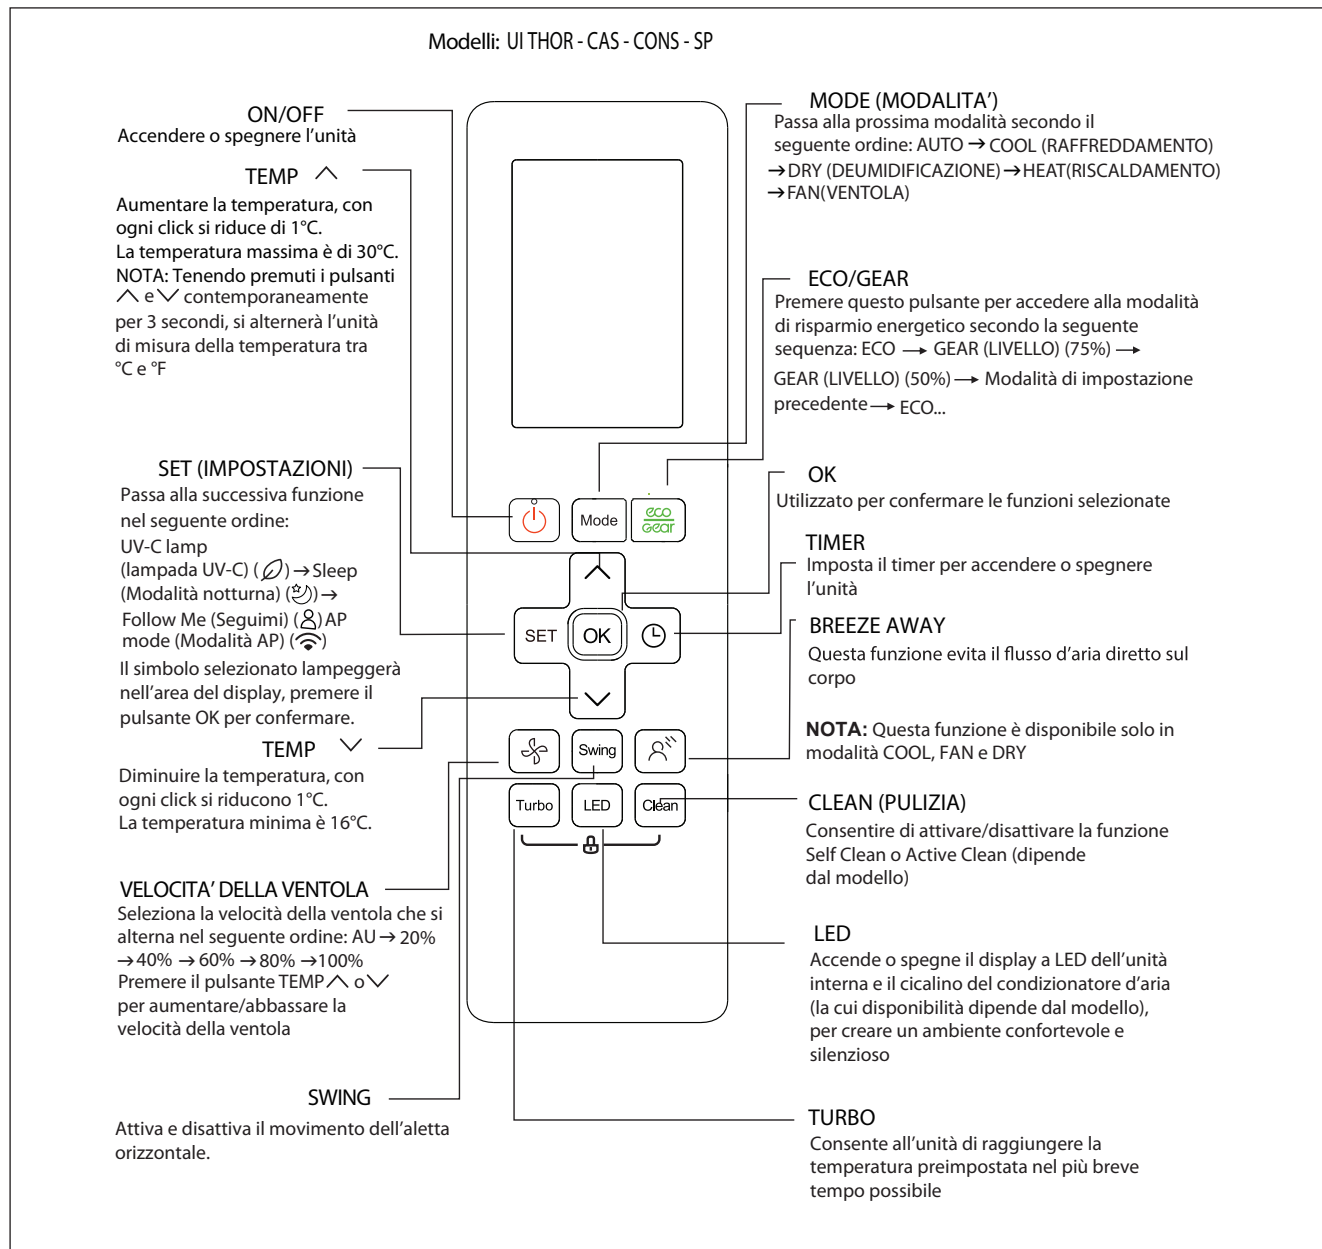 Modelli: UI THOR - CAS - CONS - SP
ON/OFF
Accendere o spegnere l'unità
TEMP
Aumentare la temperatura, con
ogni click si riduce di 1°C.
La temperatura massima è di 30°C.
NOTA: Tenendo premuti i pulsanti
e contemporaneamente
per 3 secondi, si alternerà l'unità
di misura della temperatura tra
°C e °F
SET (IMPOSTAZIONI)
Passa alla successiva funzione
nel seguente ordine:
UV-C lamp
(lampada UV-C) ( ) → Sleep
(Modalità notturna) ( ) →
Follow Me (Seguimi) ( ) AP
mode (Modalità AP) ( )
Il simbolo selezionato lampeggerà
nell'area del display, premere il
pulsante OK per confermare.
TEMP
Diminuire la temperatura, con
ogni click si riducono 1°C.
La temperatura minima è 16°C.
VELOCITA' DELLA VENTOLA
Seleziona la velocità della ventola che si
alterna nel seguente ordine: AU → 20%
→ 40% → 60% → 80% → 100%
Premere il pulsante TEMP o
per aumentare/abbassare la
velocità della ventola
SWING
Attiva e disattiva il movimento dell'aletta
orizzontale.
Mode
eco
Gear
SET
OK
Swing
Turbo
LED
Clean
MODE (MODALITA')
Passa alla prossima modalità secondo il
seguente ordine: AUTO → COOL (RAFFREDDAMENTO)
→ DRY (DEUMIDIFICAZIONE) → HEAT(RISCALDAMENTO)
→ FAN(VENTOLA)
ECO/GEAR
Premere questo pulsante per accedere alla modalità
di risparmio energetico secondo la seguente
sequenza: ECO → GEAR (LIVELLO) (75%) →
GEAR (LIVELLO) (50%) → Modalità di impostazione
precedente → ECO...
OK
Utilizzato per confermare le funzioni selezionate
TIMER
Imposta il timer per accendere o spegnere
l'unità
BREEZE AWAY
Questa funzione evita il flusso d'aria diretto sul
corpo
NOTA: Questa funzione è disponibile solo in
modalità COOL, FAN e DRY
CLEAN (PULIZIA)
Consentire di attivare/disattivare la funzione
Self Clean o Active Clean (dipende
dal modello)
LED
Accende o spegne il display a LED dell'unità
interna e il cicalino del condizionatore d'aria
(la cui disponibilità dipende dal modello),
per creare un ambiente confortevole e
silenzioso
TURBO
Consente all'unità di raggiungere la
temperatura preimpostata nel più breve
tempo possibile